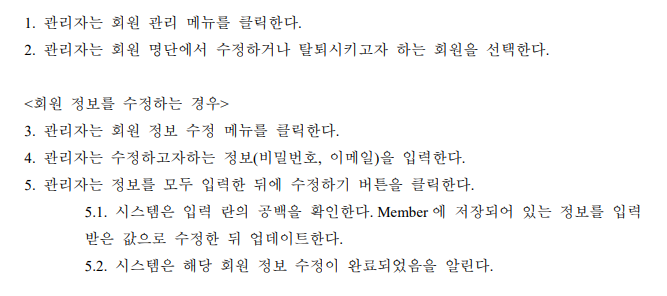 1. 관리자는 회원 관리 메뉴를 클릭한다.
2. 관리자는 회원 명단에서 수정하거나 탈퇴시키고자 하는 회원을 선택한다.
<회원 정보를 수정하는 경우>
3. 관리자는 회원 정보 수정 메뉴를 클릭한다.
4. 관리자는 수정하고자하는 정보(비밀번호, 이메일)을 입력한다.
5. 관리자는 정보를 모두 입력한 뒤에 수정하기 버튼을 클릭한다.
5.1. 시스템은 입력 란의 공백을 확인한다. Member 에 저장되어 있는 정보를 입력
받은 값으로 수정한 뒤 업데이트한다.
5.2. 시스템은 해당 회원 정보 수정이 완료되었음을 알린다.